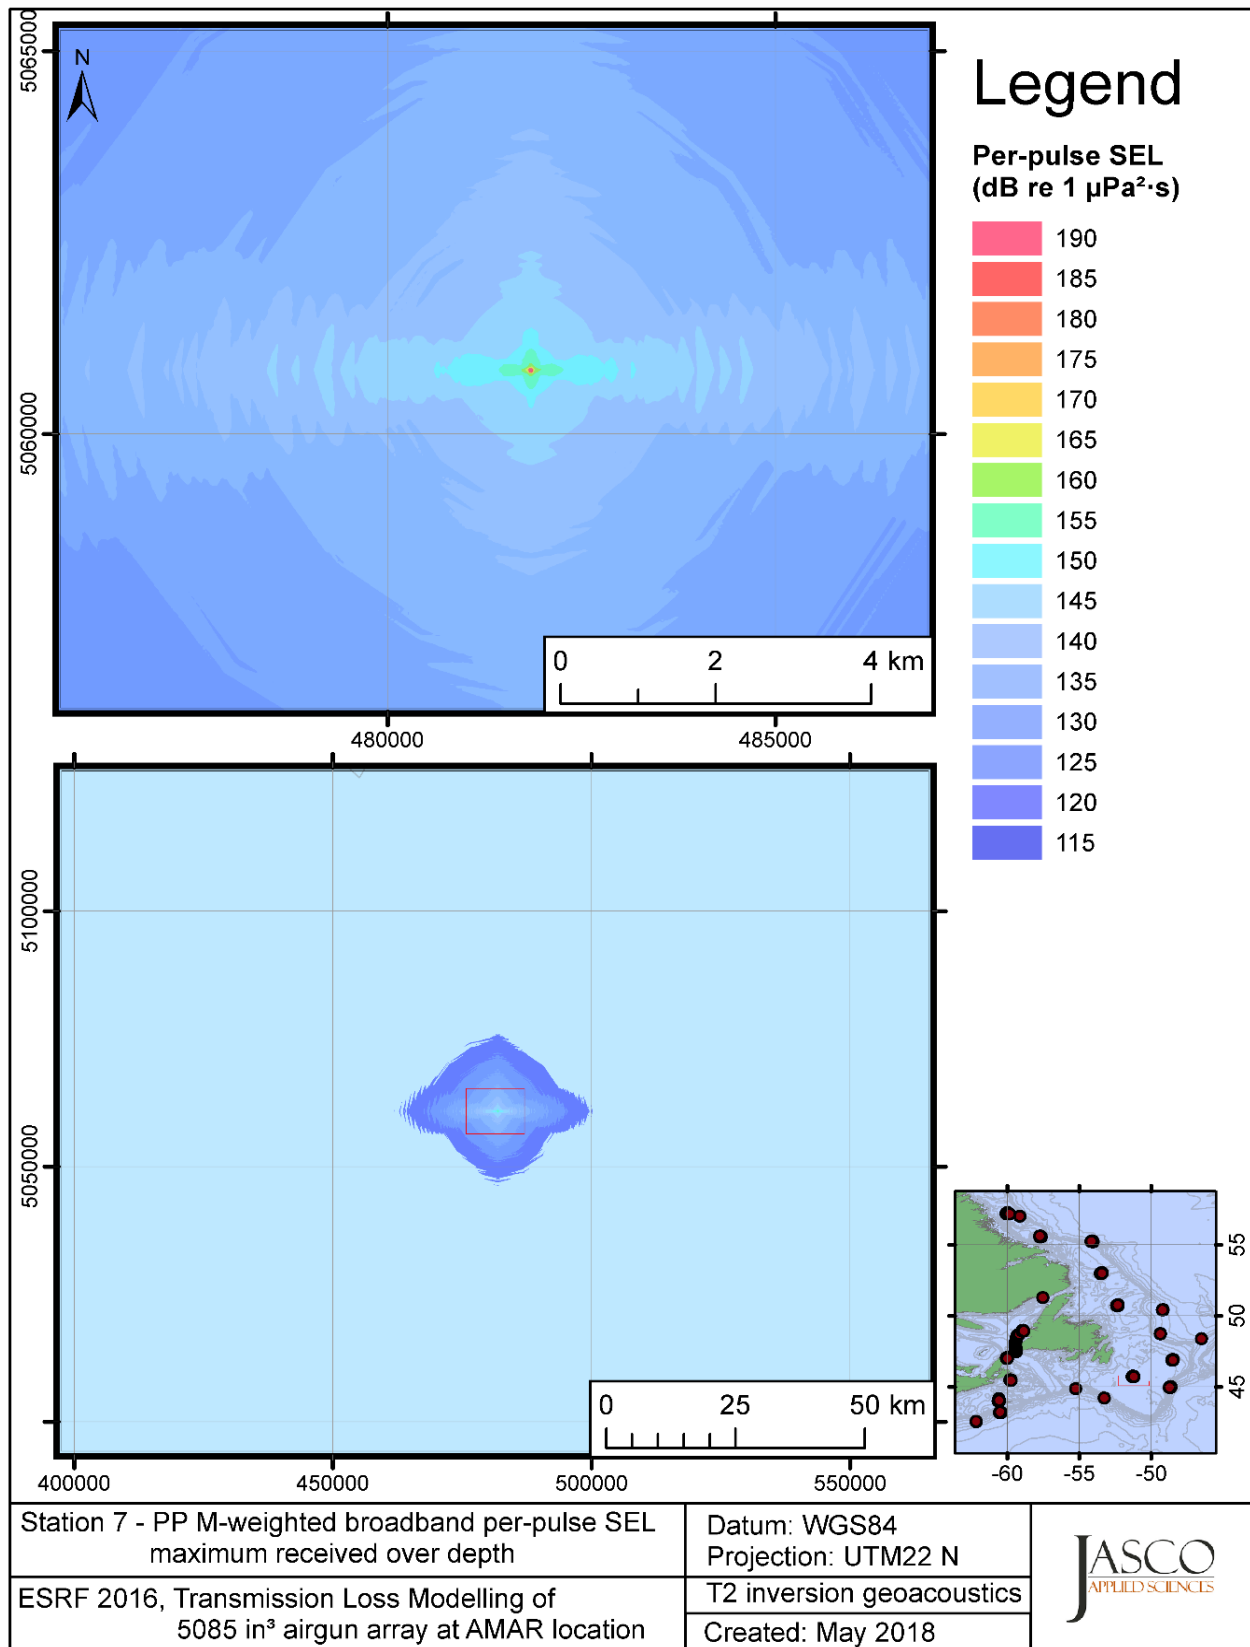 N
5065000
5060000
0 2 4 km
480000 485000
Legend
Per-pulse SEL
(dB re 1 µPa²·s)
190
185
180
175
170
165
160
155
150
145
140
135
130
125
120
115
5100000
5050000
0 25 50 km
400000 450000 500000 550000
55
50
45
-60 -55 -50
Station 7 - PP M-weighted broadband per-pulse SEL
maximum received over depth
ESRF 2016, Transmission Loss Modelling of
5085 in³ airgun array at AMAR location
Datum: WGS84
Projection: UTM22 N
T2 inversion geoacoustics
Created: May 2018
JASCO
APPLIED SCIENCES